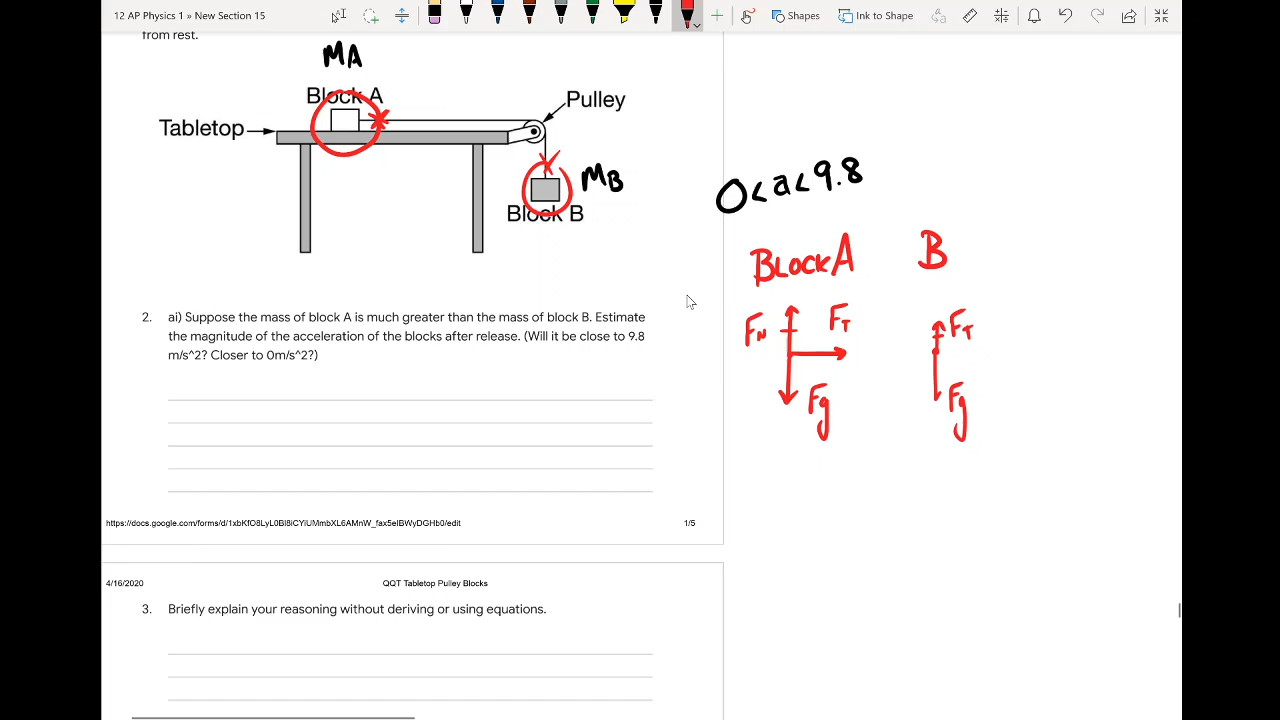 12 AP Physics 1 » New Section 15
Shapes
Ink to Shape
from rest.
MA
Block A
Pulley
Tabletop
MB
Block B
0<a<9.8
BLOCK A
B
FN
FT
FT
Fg
Fg
2. ai) Suppose the mass of block A is much greater than the mass of block B. Estimate
the magnitude of the acceleration of the blocks after release. (Will it be close to 9.8
m/s^2? Closer to 0m/s^2?)
1/5
4/16/2020
QQT Tabletop Pulley Blocks
3. Briefly explain your reasoning without deriving or using equations.